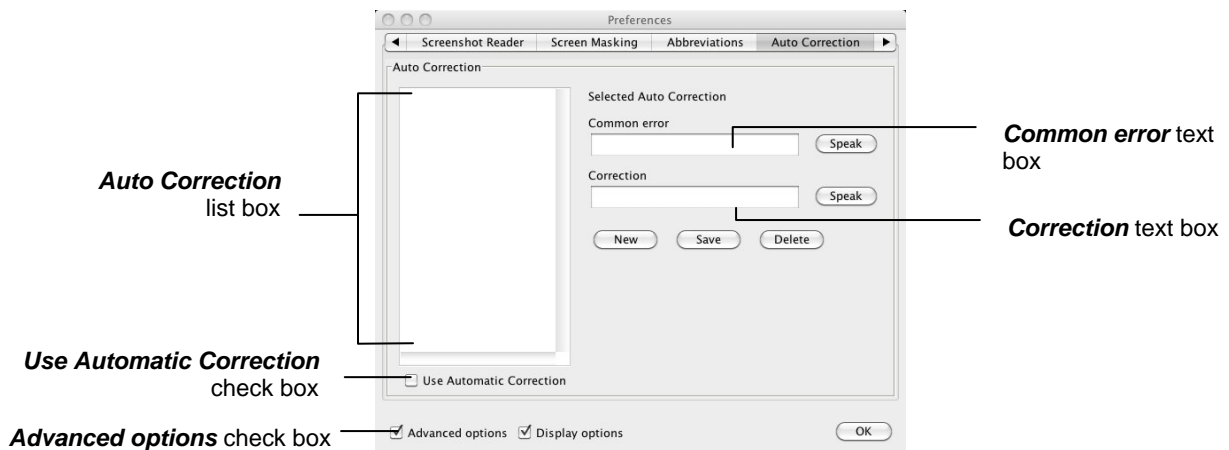 Preferences
Screenshot Reader Screen Masking Abbreviations Auto Correction
Auto Correction
Selected Auto Correction
Common error
Speak
Correction
Speak
New Save Delete
Use Automatic Correction
Advanced options Display options OK
Auto Correction
list box
Use Automatic Correction
check box
Advanced options check box
Common error text
box
Correction text box